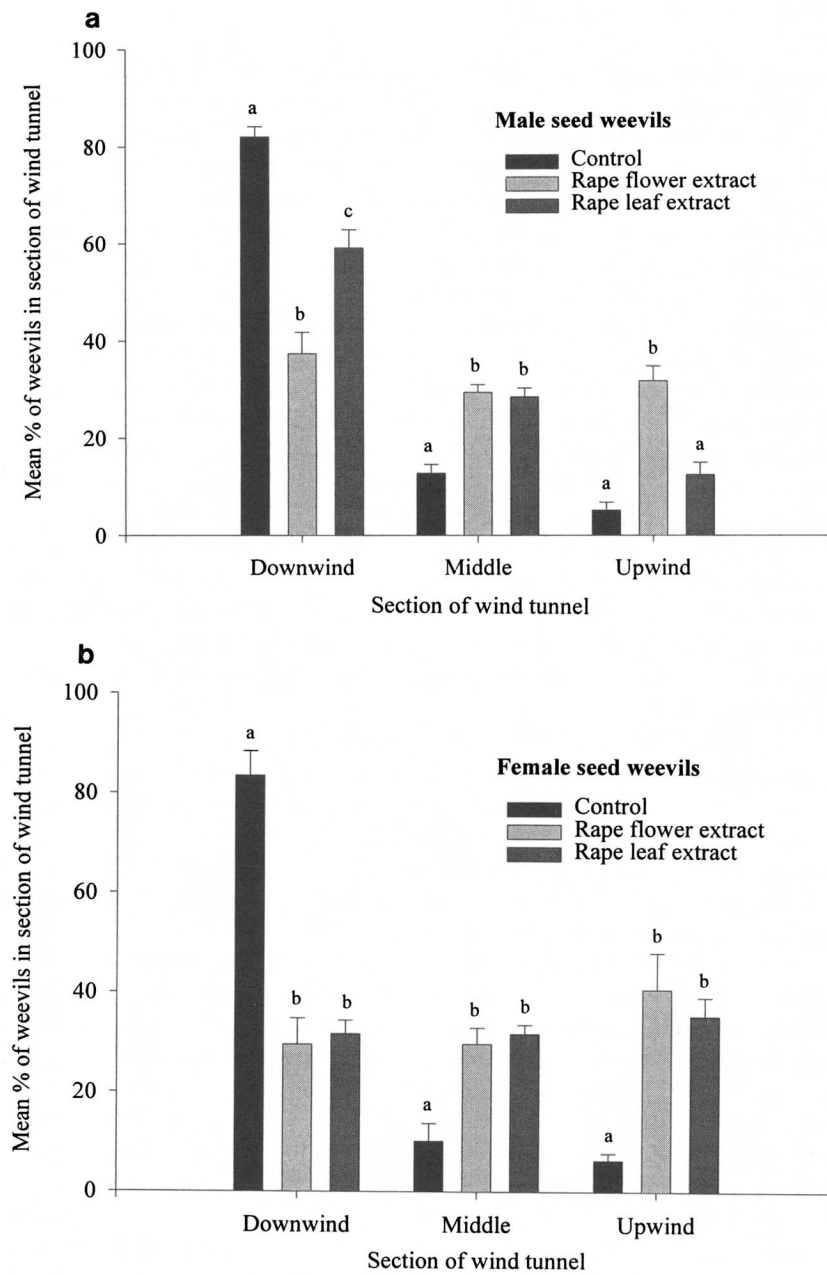 a
Mean % of weevils in section of wind tunnel
100
80
60
40
20
0
Male seed weevils
Control
Rape flower extract
Rape leaf extract
a
b
c
a
b
b
a
b
a
Downwind
Middle
Upwind
Section of wind tunnel
b
Mean % of weevils in section of wind tunnel
100
80
60
40
20
0
Female seed weevils
Control
Rape flower extract
Rape leaf extract
a
b
b
a
b
b
a
b
b
Downwind
Middle
Upwind
Section of wind tunnel